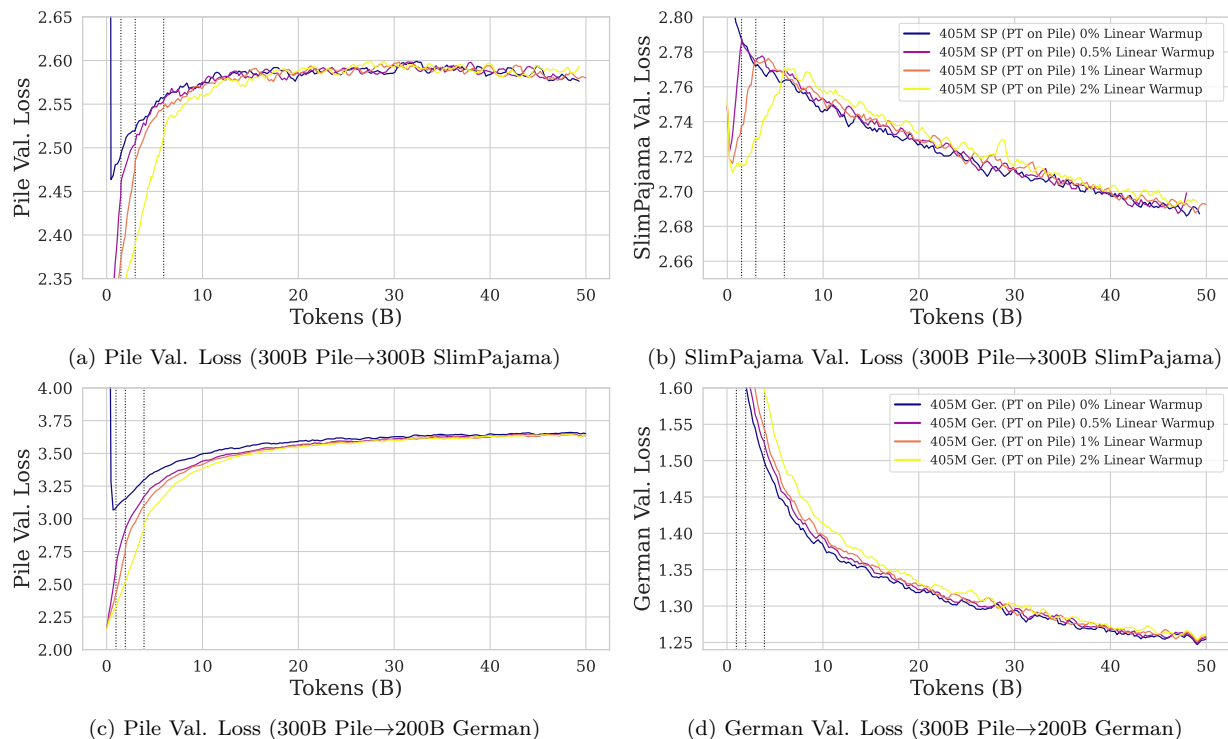 2.65
2.60
2.55
2.50
2.45
2.40
2.35
Pile Val. Loss
0 10 20 30 40 50
Tokens (B)
(a) Pile Val. Loss (300B Pile→300B SlimPajama)
2.80
2.78
2.76
2.74
2.72
2.70
2.68
2.66
SlimPajama Val. Loss
405M SP (PT on Pile) 0% Linear Warmup
405M SP (PT on Pile) 0.5% Linear Warmup
405M SP (PT on Pile) 1% Linear Warmup
405M SP (PT on Pile) 2% Linear Warmup
0 10 20 30 40 50
Tokens (B)
(b) SlimPajama Val. Loss (300B Pile→300B SlimPajama)
4.00
3.75
3.50
3.25
3.00
2.75
2.50
2.25
2.00
Pile Val. Loss
0 10 20 30 40 50
Tokens (B)
(c) Pile Val. Loss (300B Pile→200B German)
1.60
1.55
1.50
1.45
1.40
1.35
1.30
1.25
German Val. Loss
405M Ger. (PT on Pile) 0% Linear Warmup
405M Ger. (PT on Pile) 0.5% Linear Warmup
405M Ger. (PT on Pile) 1% Linear Warmup
405M Ger. (PT on Pile) 2% Linear Warmup
0 10 20 30 40 50
Tokens (B)
(d) German Val. Loss (300B Pile→200B German)